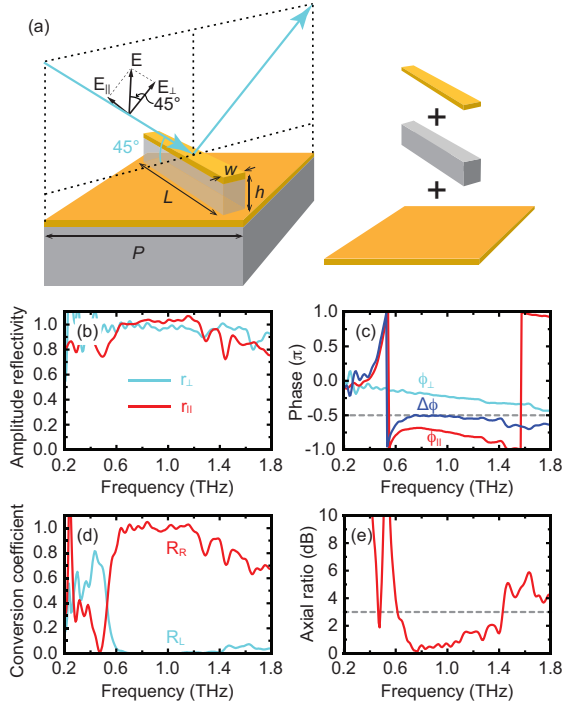 (a)
E
E||
E⊥
45°
45°
w
h
L
P
+
+
(b)
Amplitude reflectivity
1.0
0.8
0.6
0.4
0.2
0.0
r⊥
r||
0.2 0.6 1.0 1.4 1.8
Frequency (THz)
(c)
Phase (π)
1.0
0.5
0.0
-0.5
-1.0
ϕ⊥
Δϕ
ϕ||
0.2 0.6 1.0 1.4 1.8
Frequency (THz)
(d)
Conversion coefficient
1.0
0.8
0.6
0.4
0.2
0.0
RR
RL
0.2 0.6 1.0 1.4 1.8
Frequency (THz)
(e)
Axial ratio (dB)
10
8
6
4
2
0
0.2 0.6 1.0 1.4 1.8
Frequency (THz)